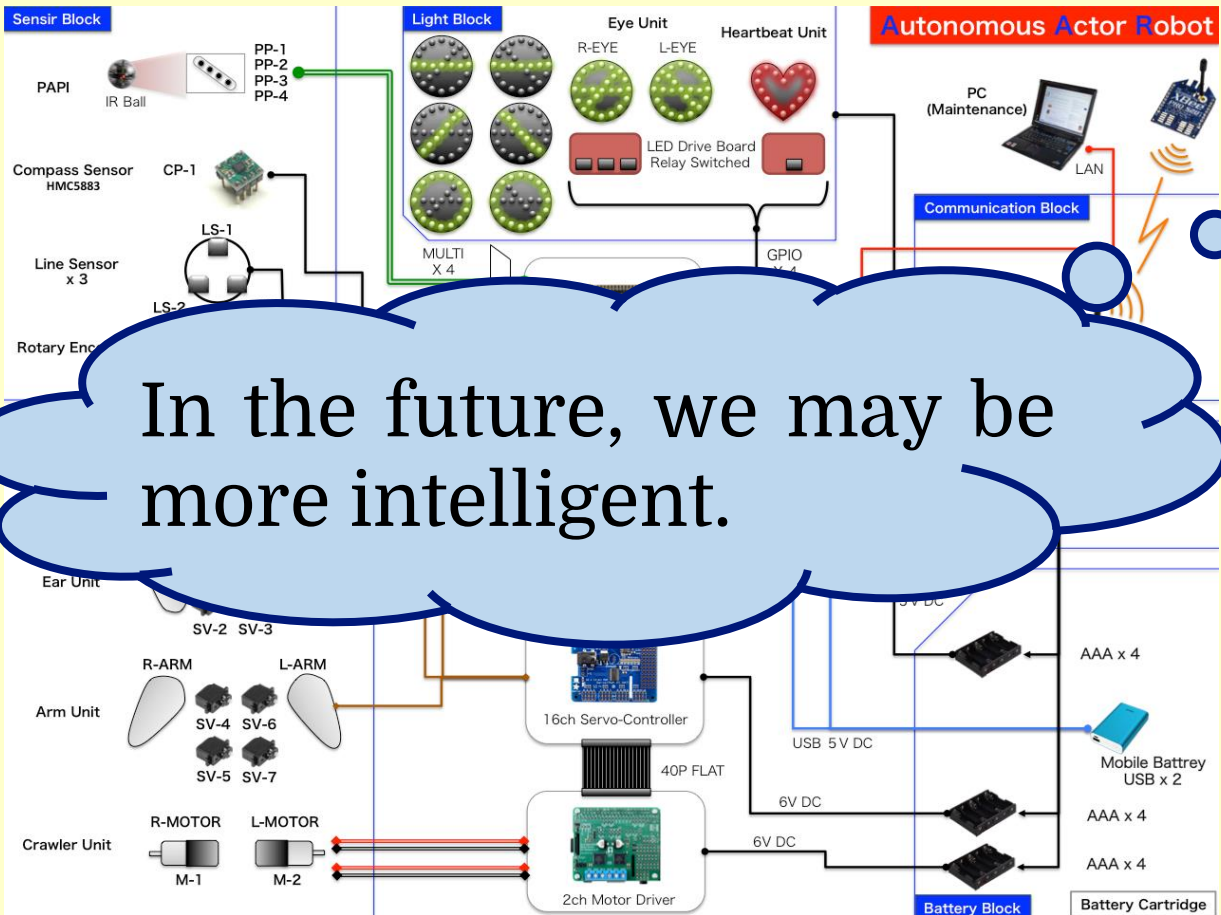 Sensir Block
Light Block
Eye Unit
Heartbeat Unit
Autonomous Actor Robot
R-EYE
L-EYE
PP-1
PP-2
PP-3
PP-4
PAPI
IR Ball
PC
(Maintenance)
LED Drive Board
Relay Switched
LAN
Compass Sensor
HMC5883
CP-1
Communication Block
LS-1
Line Sensor
x 3
MULTI
X 4
GPIO
X 4
LS-2
Rotary
In the future, we may be
more intelligent.
Ear Unit
SV-2
SV-3
5V DC
R-ARM
L-ARM
AAA x 4
Arm Unit
SV-4
SV-6
16ch Servo-Controller
SV-5
SV-7
USB 5V DC
Mobile Battrey
USB x 2
40P FLAT
6V DC
AAA x 4
R-MOTOR
L-MOTOR
Crawler Unit
6V DC
AAA x 4
M-1
M-2
2ch Motor Driver
Battery Block
Battery Cartridge